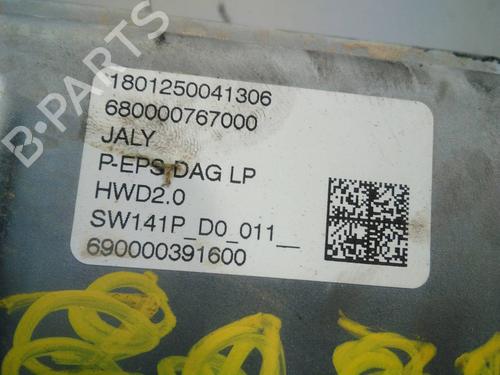 B-PARTS
1801250041306
680000767000
JALY
P-EPS DAG LP
HWD2.0
SW141P_D0_011__
690000391600